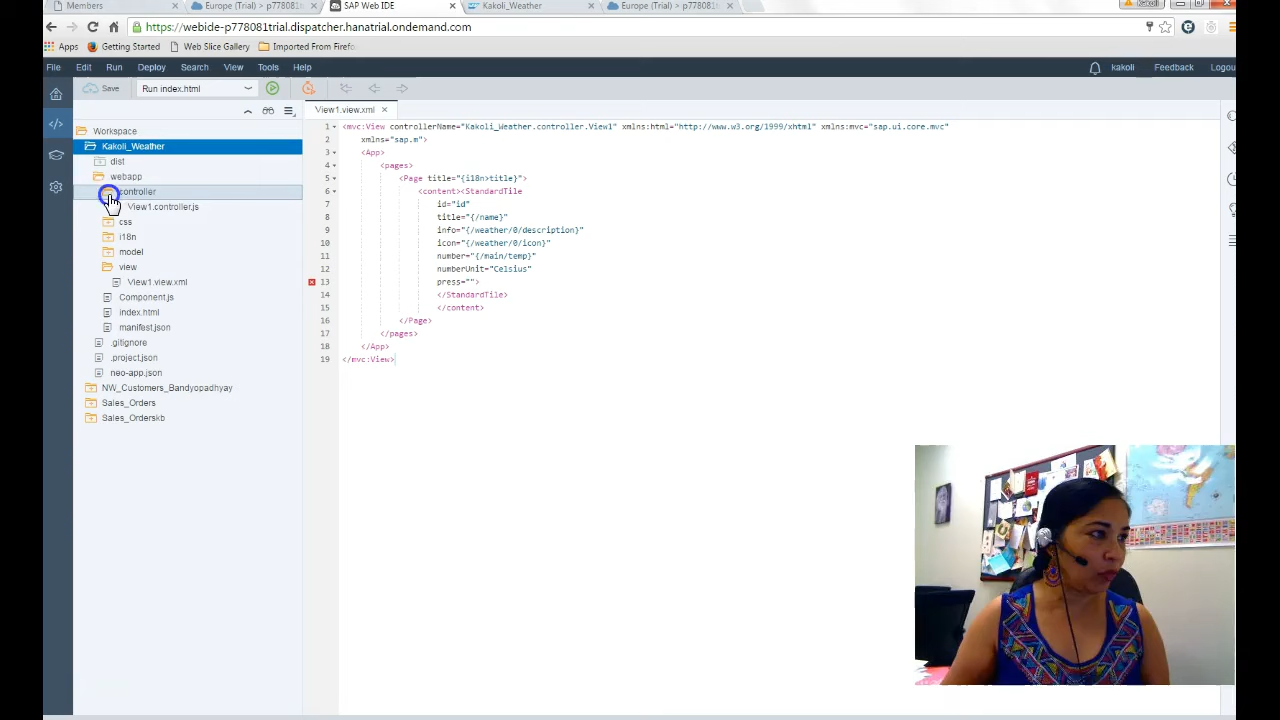 Members
Europe (Trial) > p778081t
SAP Web IDE
Kakoli_Weather
Europe (Trial) > p778081t
https://webide-p778081trial.dispatcher.hanatrial.ondemand.com
Apps
Getting Started
Web Slice Gallery
Imported From Firefo
File
Edit
Run
Deploy
Search
View
Tools
Help
kakoli
Feedback
Logou
Save
Run index.html
View1.view.xml
Workspace
Kakoli_Weather
dist
webapp
controller
View1.controller.js
css
i18n
model
view
View1.view.xml
Component.js
index.html
manifest.json
.gitignore
.project.json
neo-app.json
NW_Customers_Bandyopadhyay
Sales_Orders
Sales_Orderskb
1 <mvc:View controllerName="Kakoli_Weather.controller.View1" xmlns:html="http://www.w3.org/1999/xhtml" xmlns:mvc="sap.ui.core.mvc"
2 xmlns="sap.m">
3 <App>
4 <pages>
5 <Page title="{i18n>title}">
6 <content><StandardTile
7 id="id"
8 title="{/name}"
9 info="{/weather/0/description}"
10 icon="{/weather/0/icon}"
11 number="{/main/temp}"
12 numberUnit="Celsius"
13 press="">
14 </StandardTile>
15 </content>
16 </Page>
17 </pages>
18 </App>
19 </mvc:View>